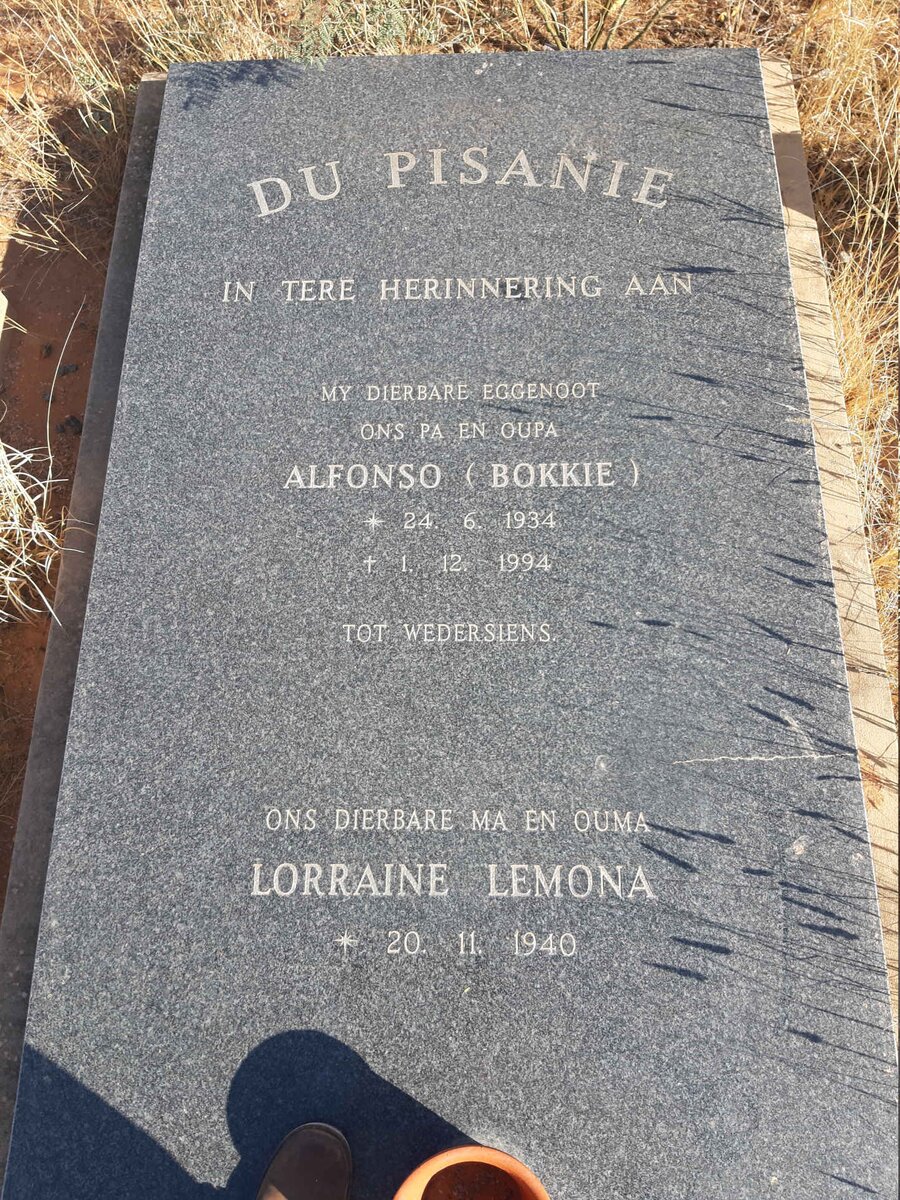 DU PISANIE
IN TERE HERINNERING AAN
MY DIERBARE EGGENOOT
ONS PA EN OUPA
ALFONSO ( BOKKIE )
* 24. 6. 1934
† 1. 12. 1994
TOT WEDERSIENS.
ONS DIERBARE MA EN OUMA
LORRAINE LEMONA
* 20. 11. 1940